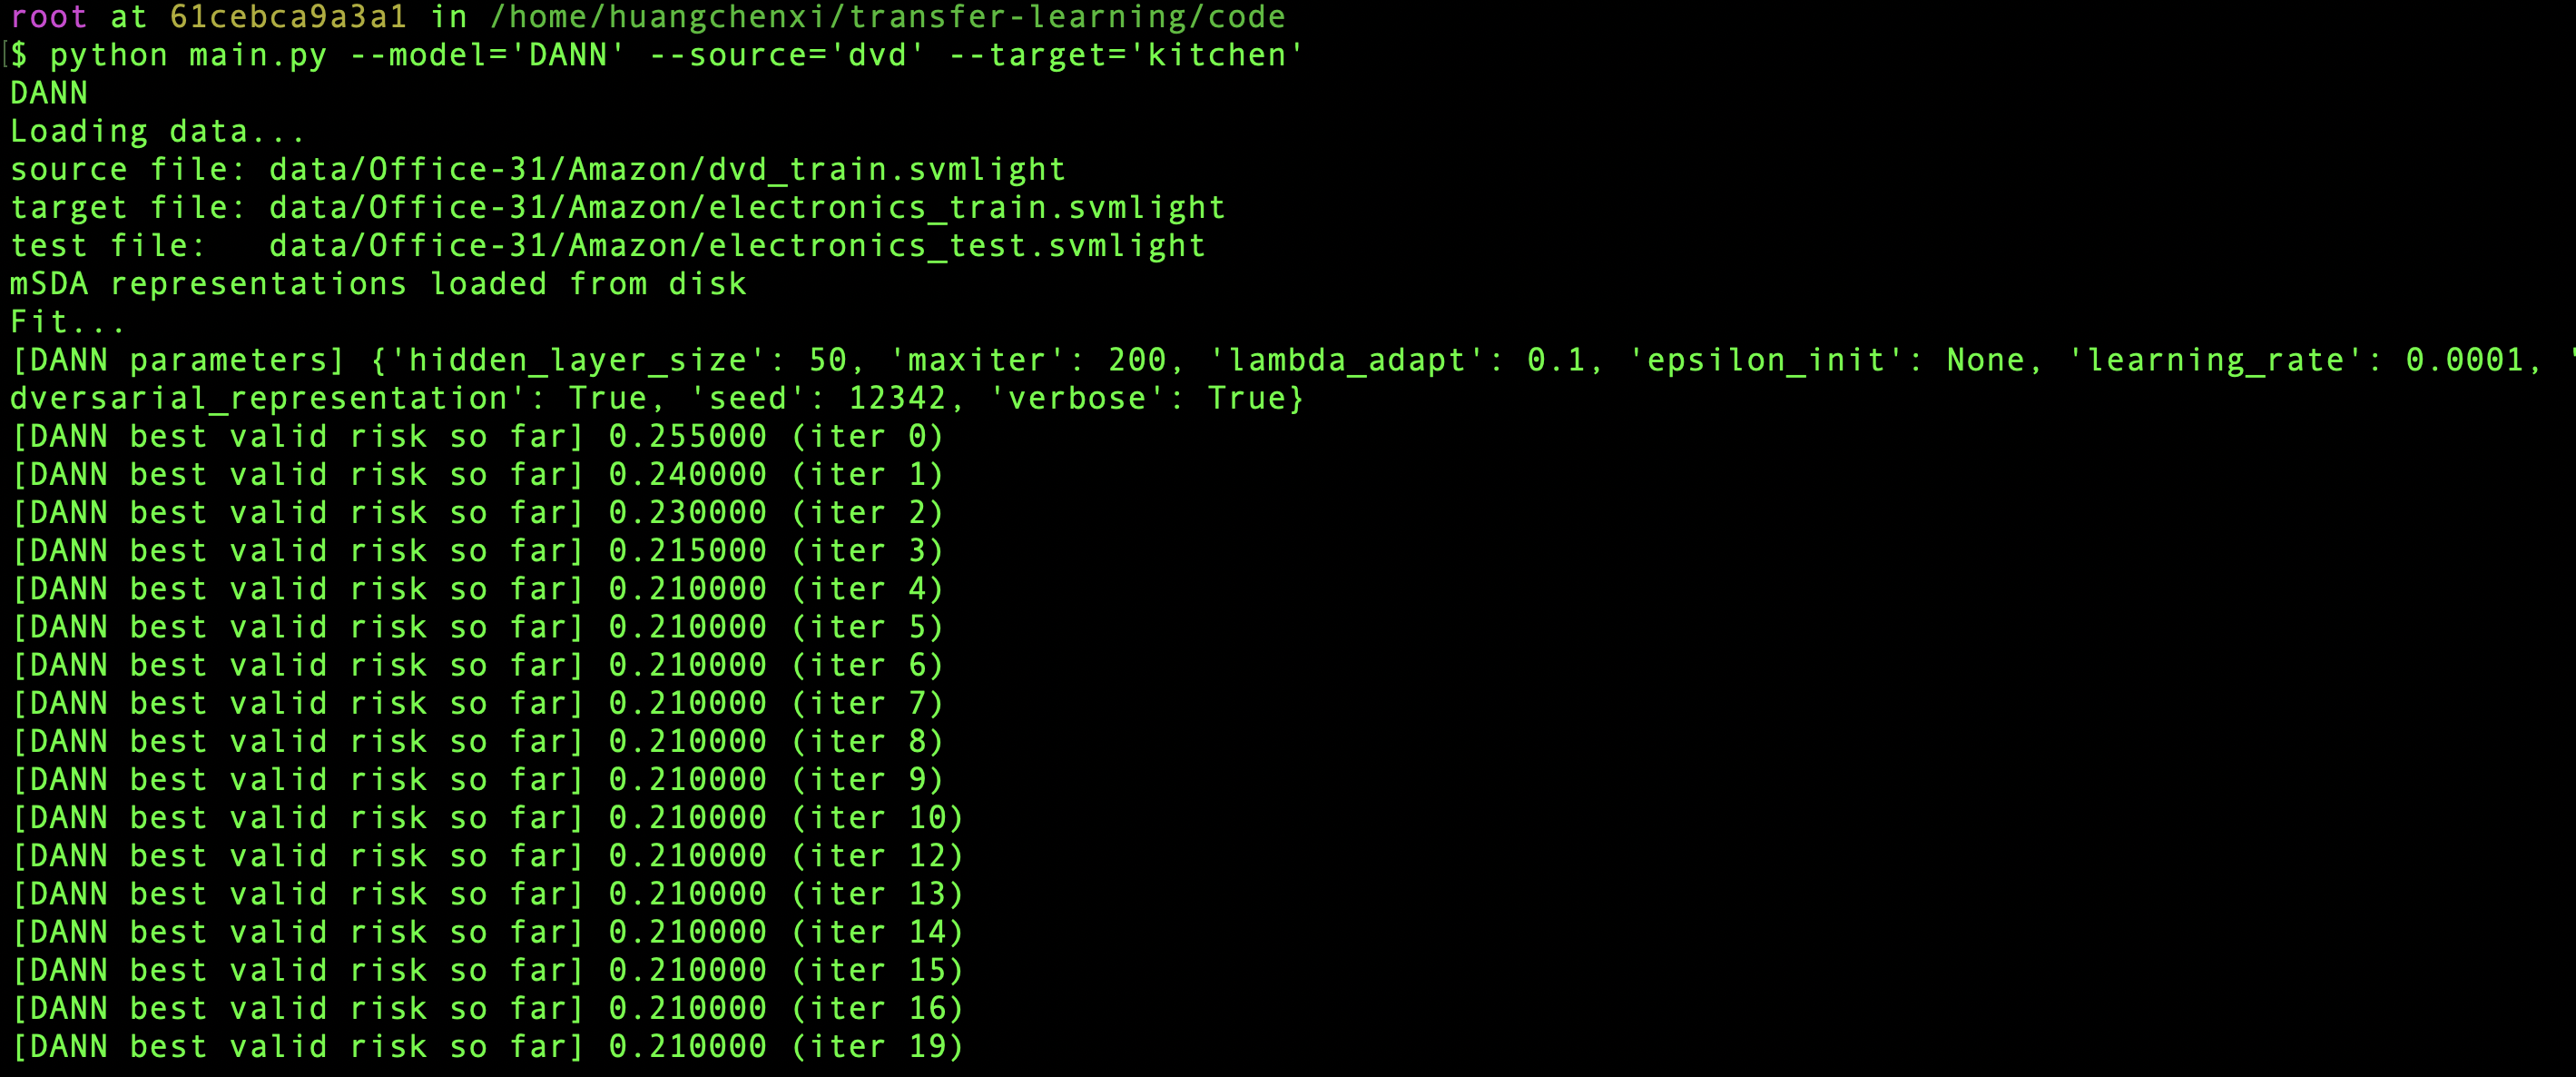 root at 61cebca9a3a1 in /home/huangchenxi/transfer-learning/code
[$ python main.py --model='DANN' --source='dvd' --target='kitchen'
DANN
Loading data...
source file: data/Office-31/Amazon/dvd_train.svmlight
target file: data/Office-31/Amazon/electronics_train.svmlight
test file:   data/Office-31/Amazon/electronics_test.svmlight
mSDA representations loaded from disk
Fit...
[DANN parameters] {'hidden_layer_size': 50, 'maxiter': 200, 'lambda_adapt': 0.1, 'epsilon_init': None, 'learning_rate': 0.0001, '
dversarial_representation': True, 'seed': 12342, 'verbose': True}
[DANN best valid risk so far] 0.255000 (iter 0)
[DANN best valid risk so far] 0.240000 (iter 1)
[DANN best valid risk so far] 0.230000 (iter 2)
[DANN best valid risk so far] 0.215000 (iter 3)
[DANN best valid risk so far] 0.210000 (iter 4)
[DANN best valid risk so far] 0.210000 (iter 5)
[DANN best valid risk so far] 0.210000 (iter 6)
[DANN best valid risk so far] 0.210000 (iter 7)
[DANN best valid risk so far] 0.210000 (iter 8)
[DANN best valid risk so far] 0.210000 (iter 9)
[DANN best valid risk so far] 0.210000 (iter 10)
[DANN best valid risk so far] 0.210000 (iter 12)
[DANN best valid risk so far] 0.210000 (iter 13)
[DANN best valid risk so far] 0.210000 (iter 14)
[DANN best valid risk so far] 0.210000 (iter 15)
[DANN best valid risk so far] 0.210000 (iter 16)
[DANN best valid risk so far] 0.210000 (iter 19)